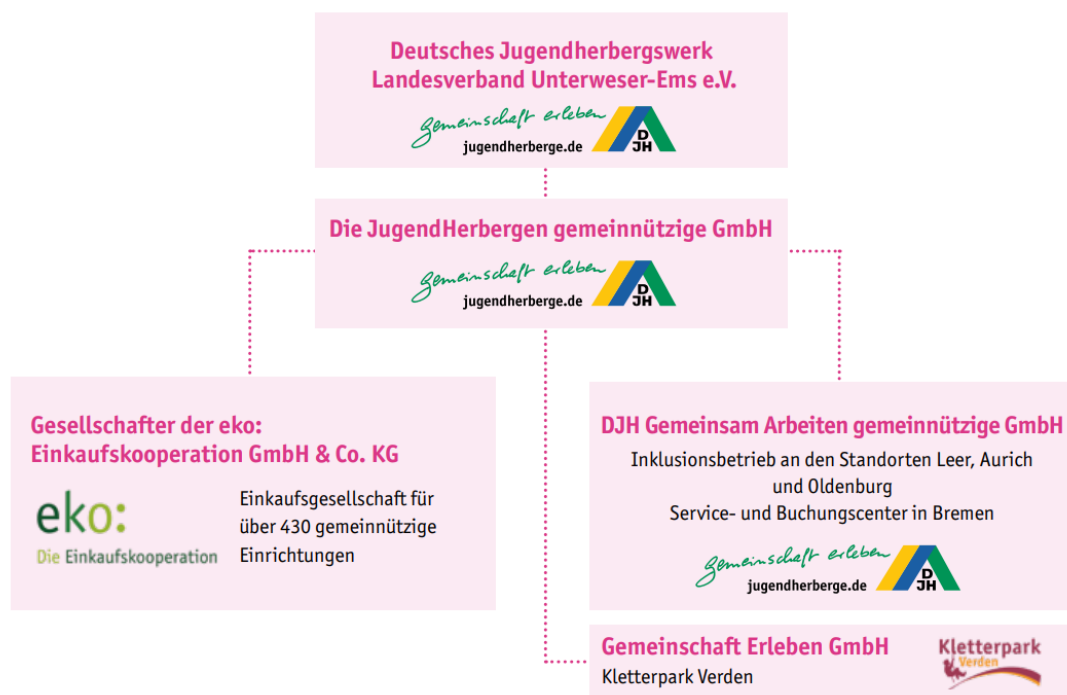 Deutsches Jugendherbergswerk
Landesverband Unterweser-Ems e.V.
gemeinschaft erleben
jugendherberge.de
D
JH
Die JugendHerbergen gemeinnützige GmbH
gemeinschaft erleben
jugendherberge.de
D
JH
Gesellschafter der eko:
Einkaufskooperation GmbH & Co. KG
eko:
Die Einkaufskooperation
Einkaufsgesellschaft für
über 430 gemeinnützige
Einrichtungen
DJH Gemeinsam Arbeiten gemeinnützige GmbH
Inklusionsbetrieb an den Standorten Leer, Aurich
und Oldenburg
Service- und Buchungscenter in Bremen
gemeinschaft erleben
jugendherberge.de
D
JH
Gemeinschaft Erleben GmbH
Kletterpark Verden
Kletterpark
Verden